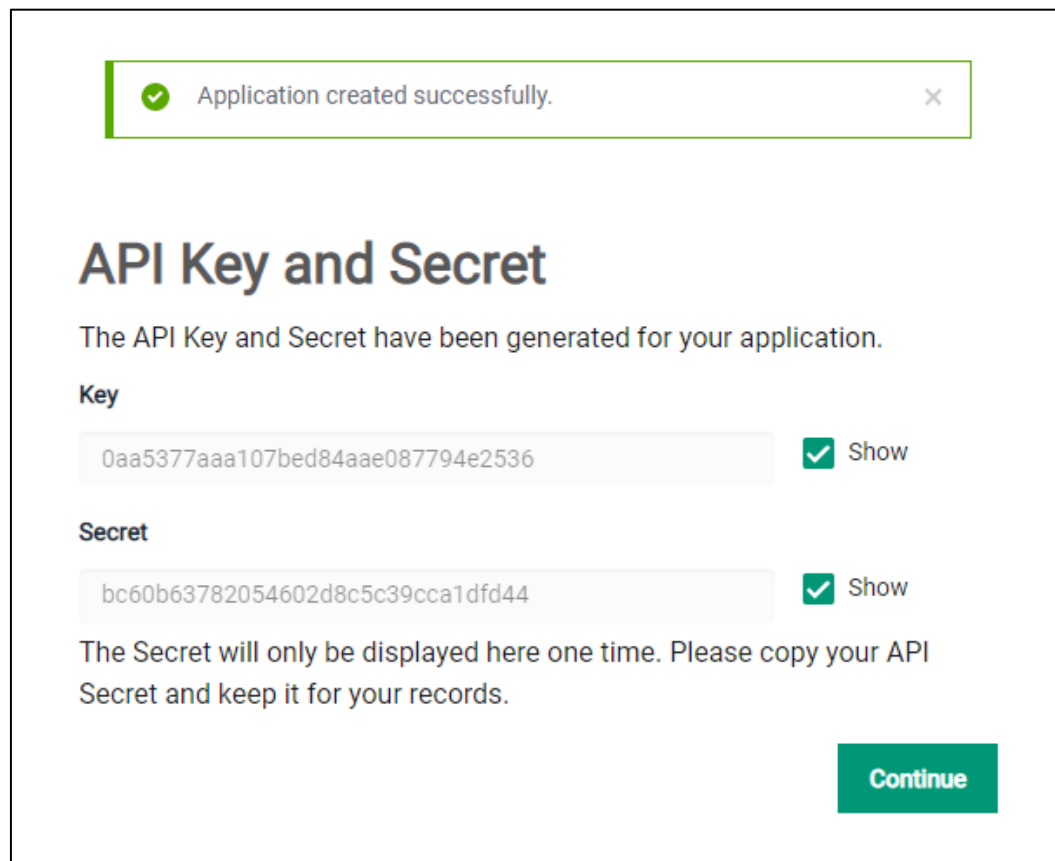 Application created successfully.
API Key and Secret
The API Key and Secret have been generated for your application.
Key
0aa5377aaa107bed84aae087794e2536
Show
Secret
bc60b63782054602d8c5c39cca1dfd44
Show
The Secret will only be displayed here one time. Please copy your API
Secret and keep it for your records.
Continue